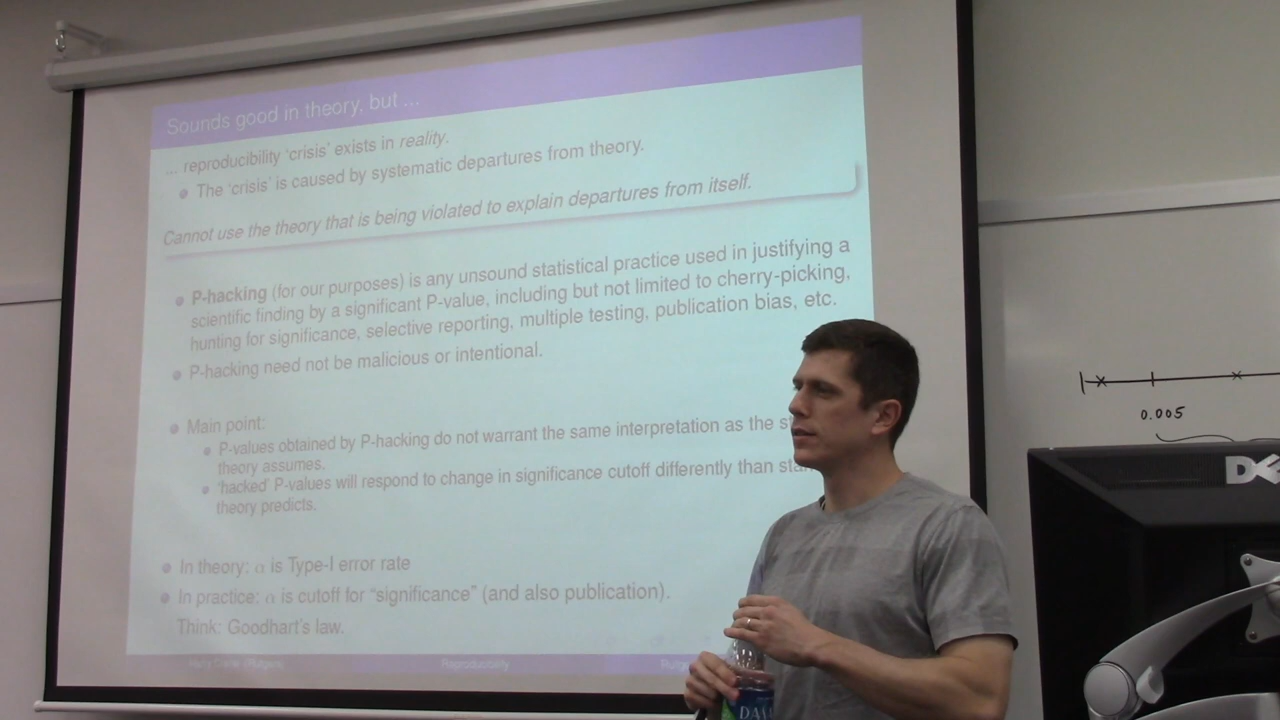 Sounds good in theory, but ...
... reproducibility 'crisis' exists in reality.
The 'crisis' is caused by systematic departures from theory.
Cannot use the theory that is being violated to explain departures from itself.
P-hacking (for our purposes) is any unsound statistical practice used in justifying a
scientific finding by a significant P-value, including but not limited to cherry-picking,
hunting for significance, selective reporting, multiple testing, publication bias, etc.
P-hacking need not be malicious or intentional.
Main point:
P-values obtained by P-hacking do not warrant the same interpretation as the
theory assumes.
'hacked' P-values will respond to change in significance cutoff differently than
theory predicts.
In theory: α is Type-I error rate
In practice: α is cutoff for "significance" (and also publication).
Think: Goodhart's law.
Reproducibility
0.005